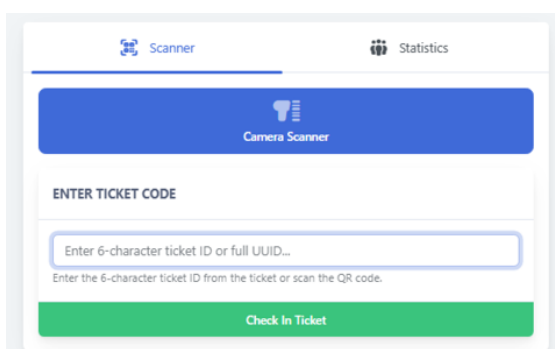 Scanner
Statistics
Camera Scanner
ENTER TICKET CODE
Enter 6-character ticket ID or full UUID...
Enter the 6-character ticket ID from the ticket or scan the QR code.
Check In Ticket